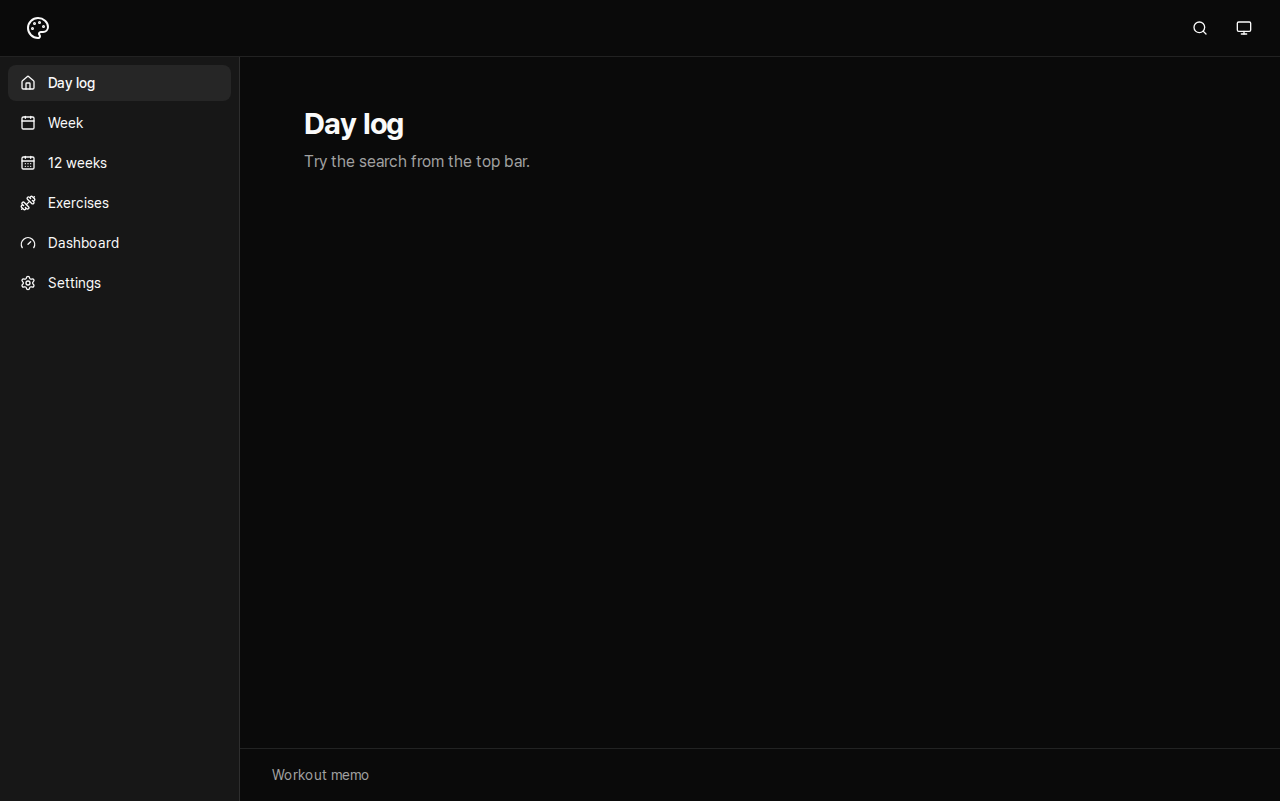 Day log
Week
12 weeks
Exercises
Dashboard
Settings
Day log
Try the search from the top bar.
Workout memo